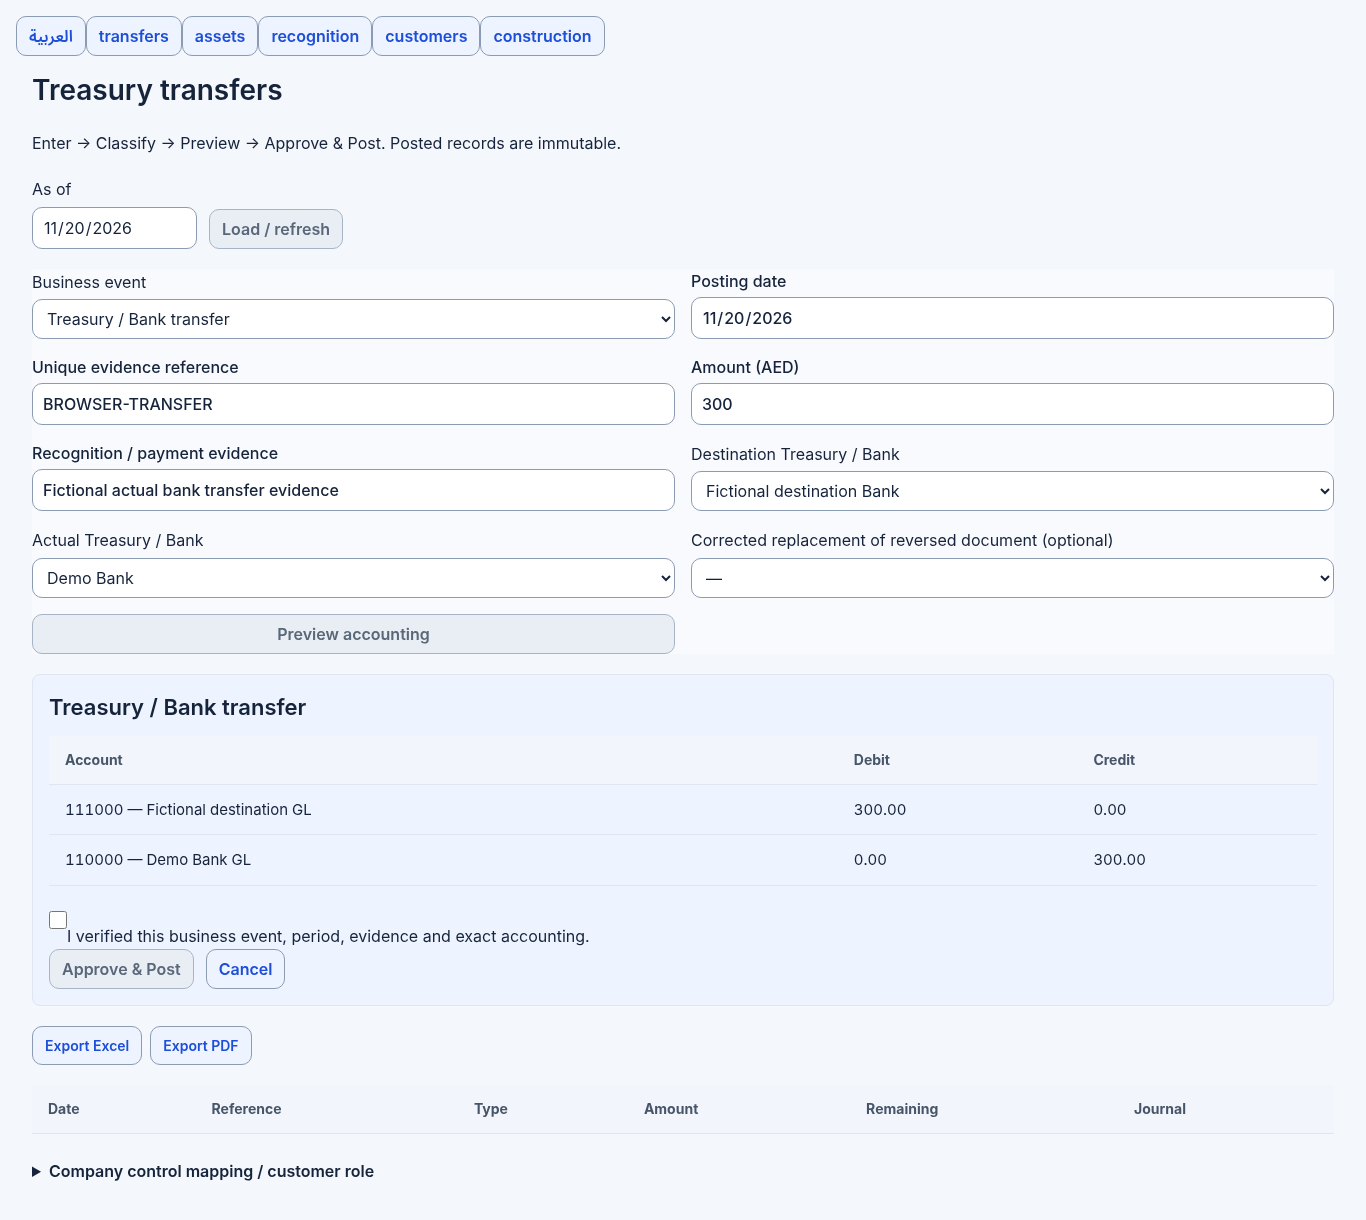 العربية transfers assets recognition customers construction
Treasury transfers
Enter → Classify → Preview → Approve & Post. Posted records are immutable.
As of
11/20/2026 Load / refresh
Business event Posting date
Treasury / Bank transfer 11/20/2026
Unique evidence reference Amount (AED)
BROWSER-TRANSFER 300
Recognition / payment evidence Destination Treasury / Bank
Fictional actual bank transfer evidence Fictional destination Bank
Actual Treasury / Bank Corrected replacement of reversed document (optional)
Demo Bank —
Preview accounting
Treasury / Bank transfer
Account Debit Credit
111000 — Fictional destination GL 300.00 0.00
110000 — Demo Bank GL 0.00 300.00
I verified this business event, period, evidence and exact accounting.
Approve & Post Cancel
Export Excel Export PDF
Date Reference Type Amount Remaining Journal
Company control mapping / customer role